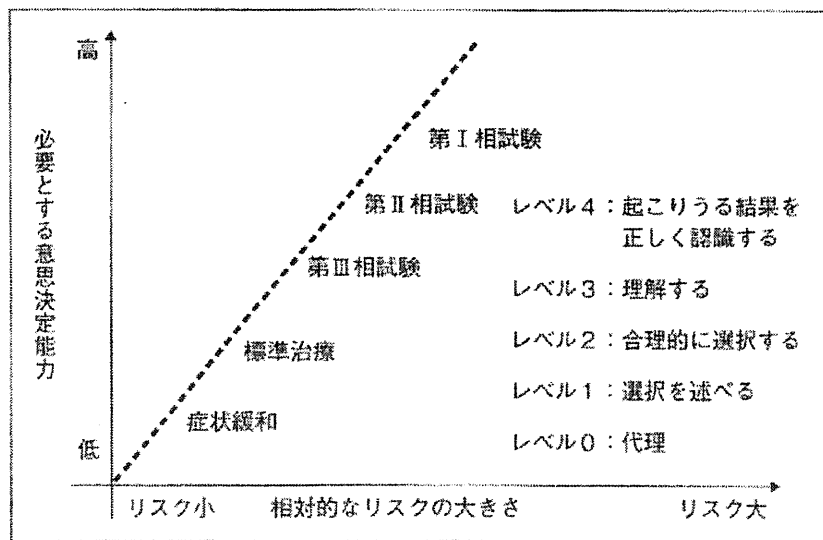 高
必要とする意思決定能力
低
第Ⅰ相試験
第Ⅱ相試験
第Ⅲ相試験
標準治療
症状緩和
レベル4：起こりうる結果を
正しく認識する
レベル3：理解する
レベル2：合理的に選択する
レベル1：選択を述べる
レベル0：代理
リスク小 相対的なリスクの大きさ リスク大